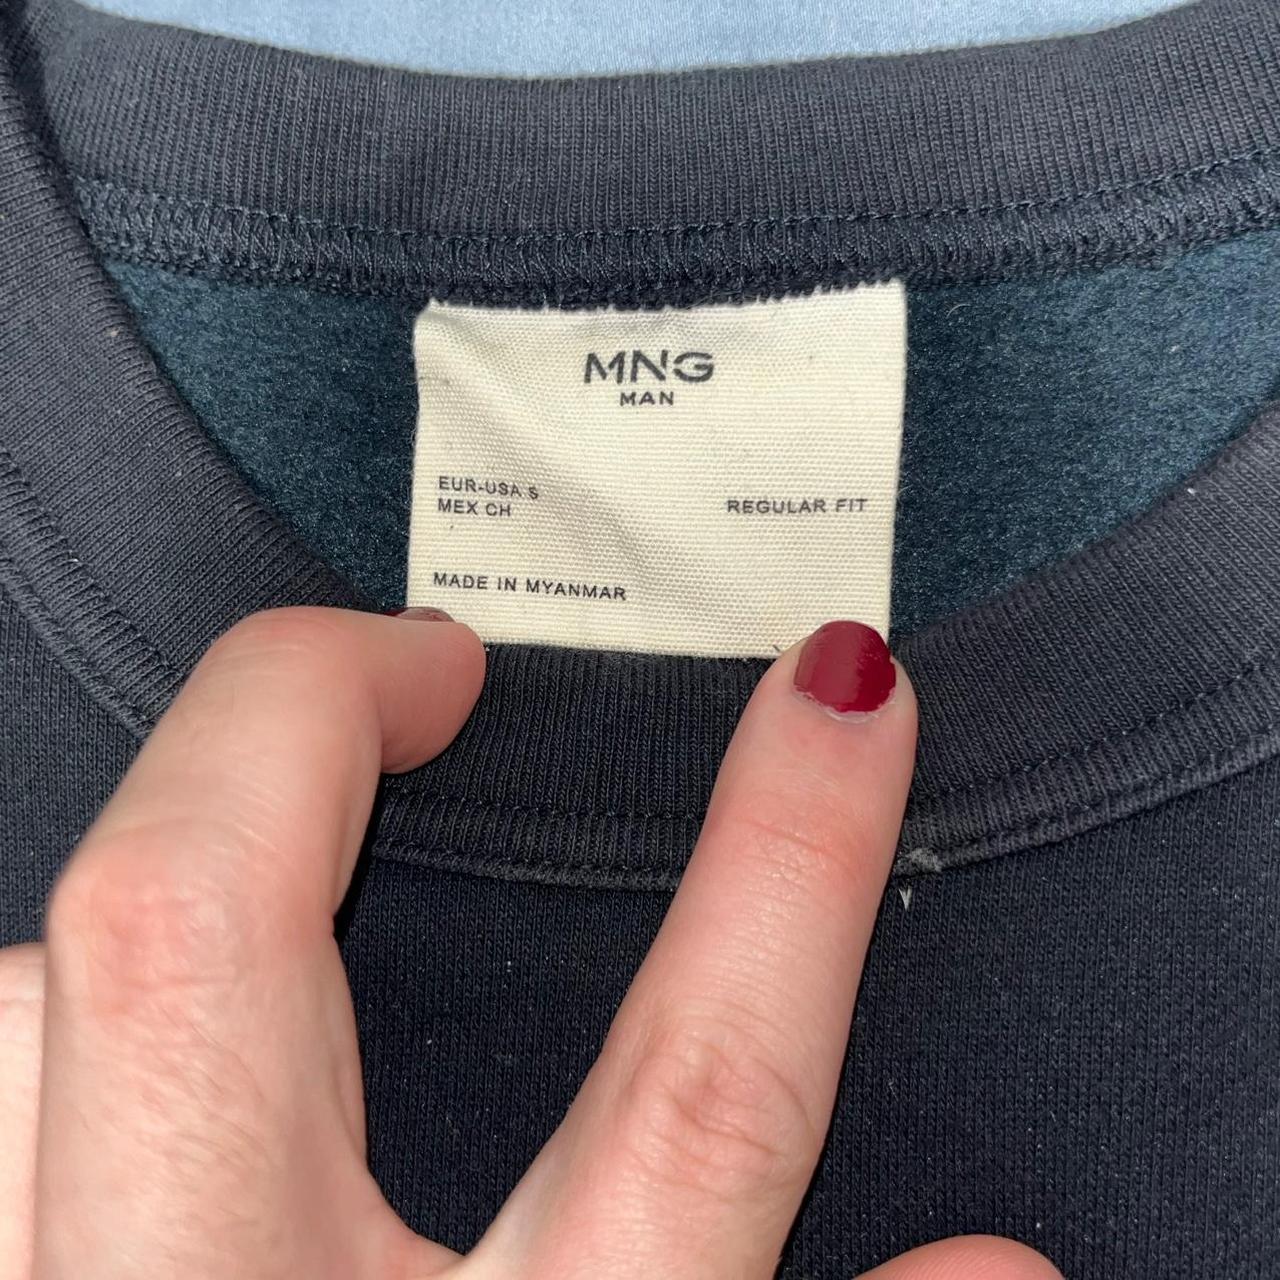 MNG
MAN
EUR-USA S
MEX CH
REGULAR FIT
MADE IN MYANMAR